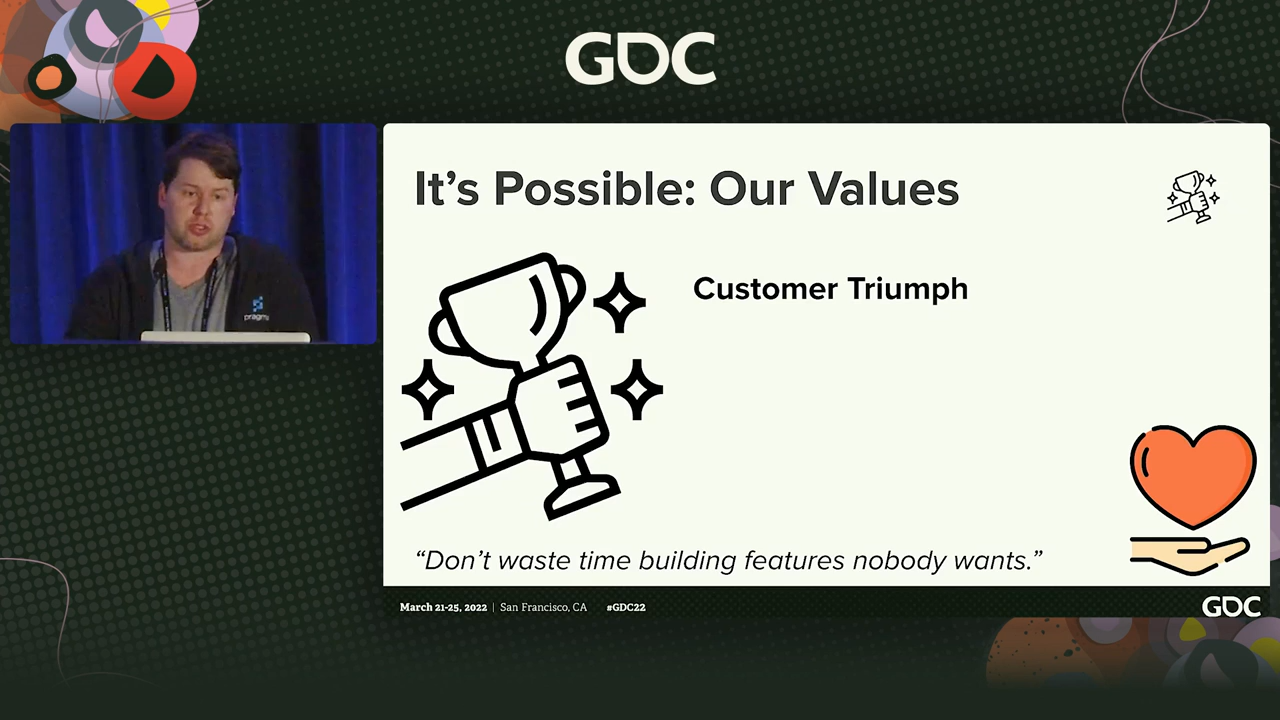 GDC
It's Possible: Our Values
Customer Triumph
pragma
“Don’t waste time building features nobody wants.”
March 21-25, 2022 | San Francisco, CA #GDC22
GDC